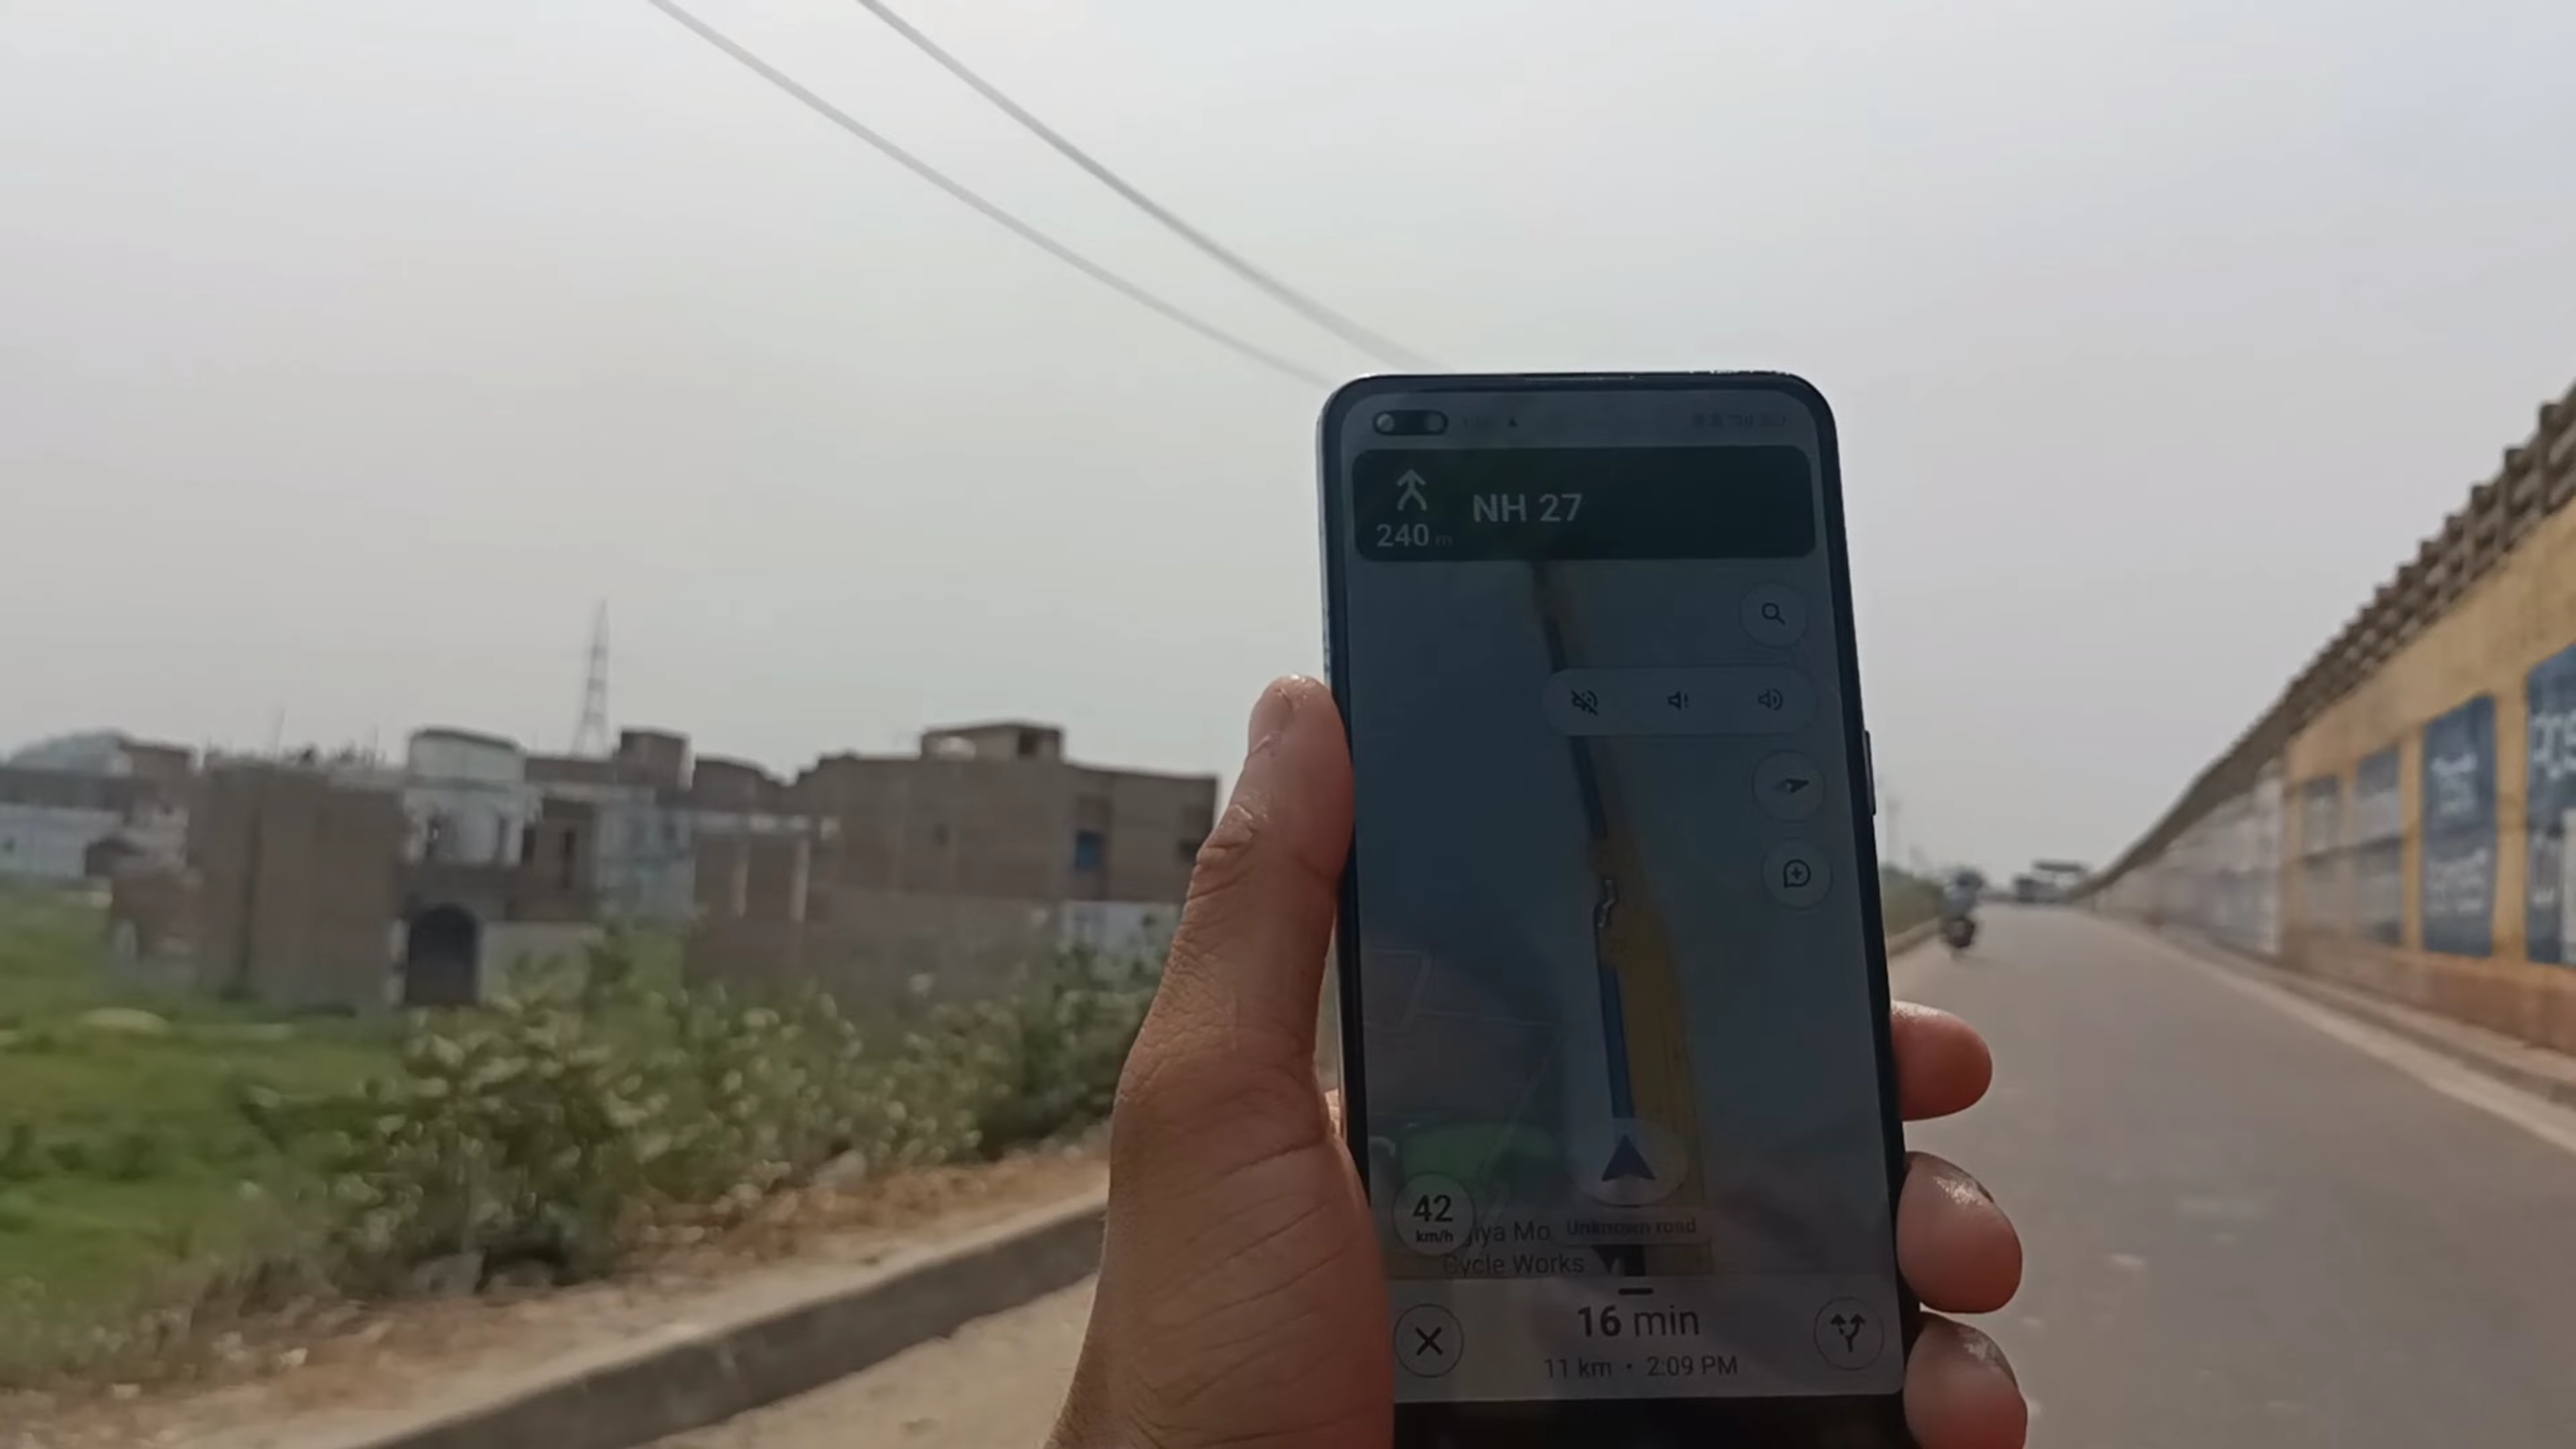 NH 27
240 m
42
km/h
Unknown road
Cycle Works
16 min
11 km • 2:09 PM